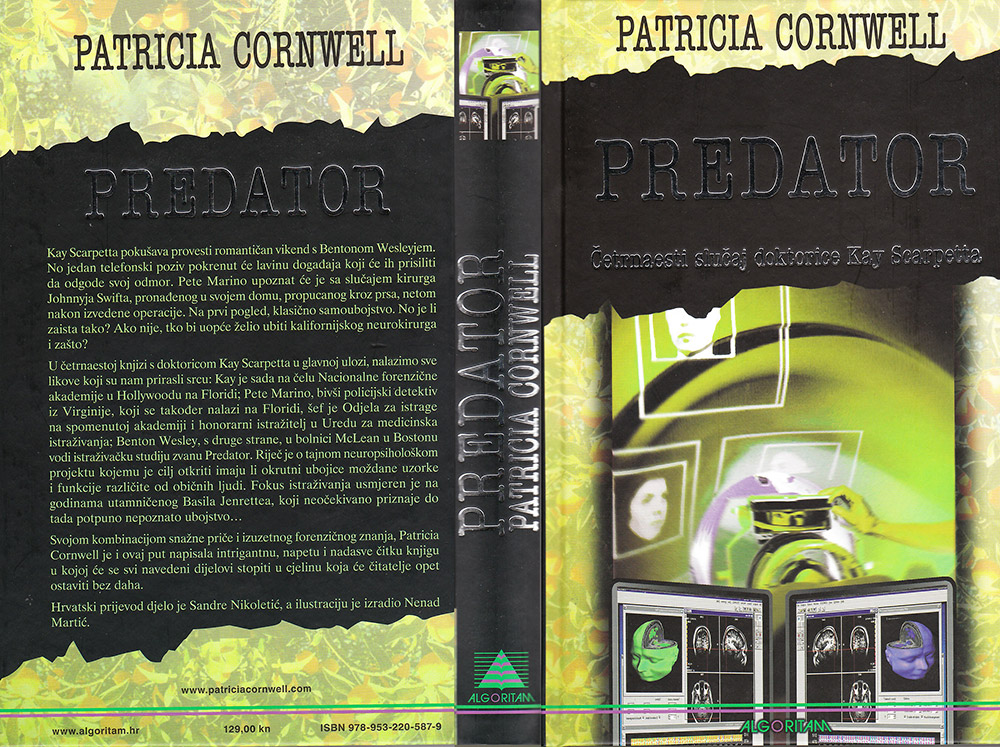 PATRICIA CORNWELL
PREDATOR
Kay Scarpetta pokušava provesti romantičan vikend s Bentonom Wesleyjem.
No jedan telefonski poziv pokrenut će lavinu događaja koji će ih prisiliti
da odgode svoj odmor. Pete Marino upoznat će je sa slučajem kirurga
Johnnyja Swifta, pronađenog u svojem domu, propucanog kroz prsa, netom
nakon izvedene operacije. Na prvi pogled, klasično samoubojstvo. No je li
zaista tako? Ako nije, tko bi uopće želio ubiti kalifornijskog neurokirurga
i zašto?
U četrnaestoj knjizi s doktoricom Kay Scarpetta u glavnoj ulozi, nalazimo sve
likove koji su nam prirasli srcu: Kay je sada na čelu Nacionalne forenzične
akademije u Hollywoodu na Floridi; Pete Marino, bivši policijski detektiv
iz Virginije, koji se također nalazi na Floridi, šef je Odjela za istrage
na spomenutoj akademiji i honorarni istražitelj u Uredu za medicinska
istraživanja; Benton Wesley, s druge strane, u bolnici McLean u Bostonu
vodi istraživačku studiju zvanu Predator. Riječ je o tajnom neuropsihološkom
projektu kojemu je cilj otkriti imaju li okrutni ubojice moždane uzorke
i funkcije različite od običnih ljudi. Fokus istraživanja usmjeren je na
godinama utamničenog Basila Jenrettea, koji neočekivano priznaje do
tada potpuno nepoznato ubojstvo…
Svojom kombinacijom snažne priče i izuzetnog forenzičnog znanja, Patricia
Cornwell je i ovaj put napisala intrigantnu, napetu i nadasve čitku knjigu
u kojoj će se svi navedeni dijelovi stopiti u cjelinu koja će čitatelje opet
ostaviti bez daha.
Hrvatski prijevod djelo je Sandre Nikoletić, a ilustraciju je izradio Nenad
Martić.
www.patriciacornwell.com
www.algoritam.hr
129,00 kn
ISBN 978-953-220-587-9
PREDATOR
PATRICIA CORNWELL
ALGORITAM
PATRICIA CORNWELL
PREDATOR
Četrnaesti slučaj doktorice Kay Scarpetta
ALGORITAM